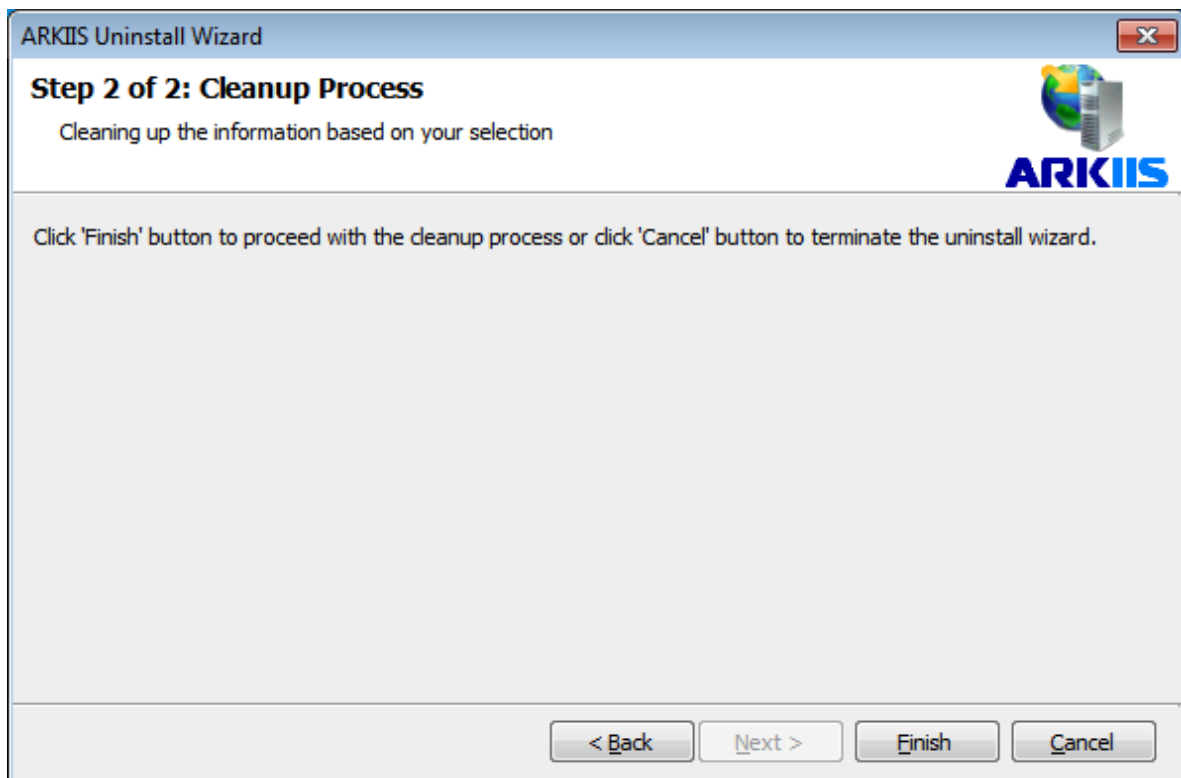 ARKIIS Uninstall Wizard
Step 2 of 2: Cleanup Process
Cleaning up the information based on your selection
ARKIIS
Click 'Finish' button to proceed with the cleanup process or click 'Cancel' button to terminate the uninstall wizard.
< Back Next > Finish Cancel